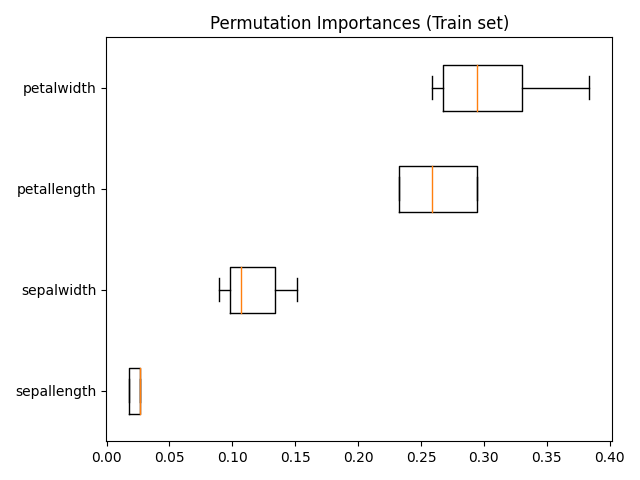 Permutation Importances (Train set)
petalwidth
petallength
sepalwidth
sepallength
0.00 0.05 0.10 0.15 0.20 0.25 0.30 0.35 0.40